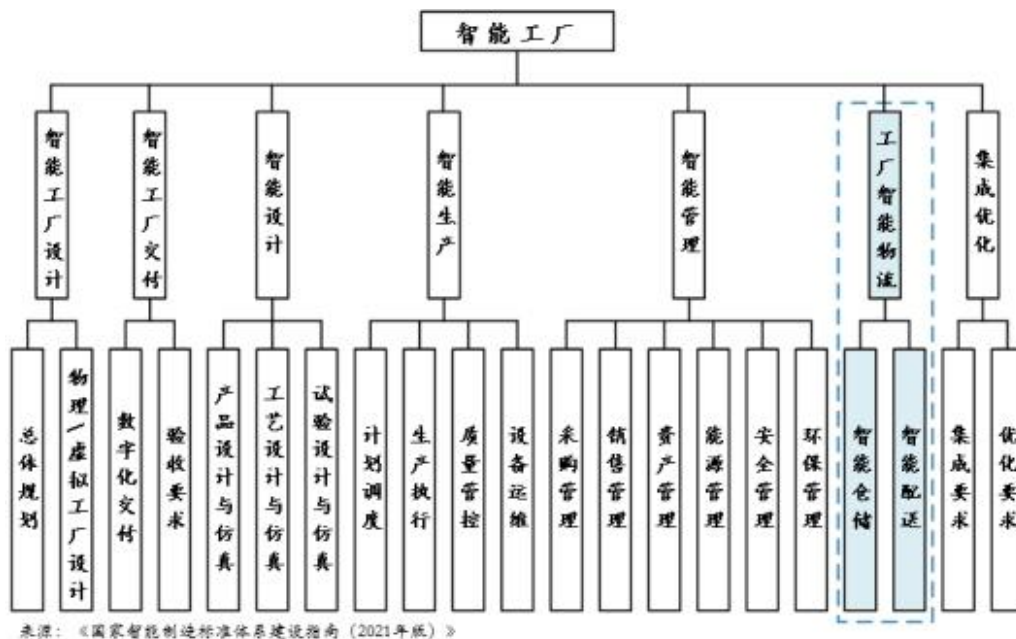 智能工厂
智能工厂设计
智能工厂交付
智能设计
智能生产
智能管理
工厂智能物流
集成优化
总体规划
物理/虚拟工厂设计
数字化交付
验收要求
产品设计与仿真
工艺设计与仿真
试验设计与仿真
计划调度
生产执行
质量管控
设备运维
采购管理
销售管理
资产管理
能源管理
安全管理
环保管理
智能仓储
智能配送
集成要求
优化要求
来源：《国家智能制造标准体系建设指南（2021年版）》